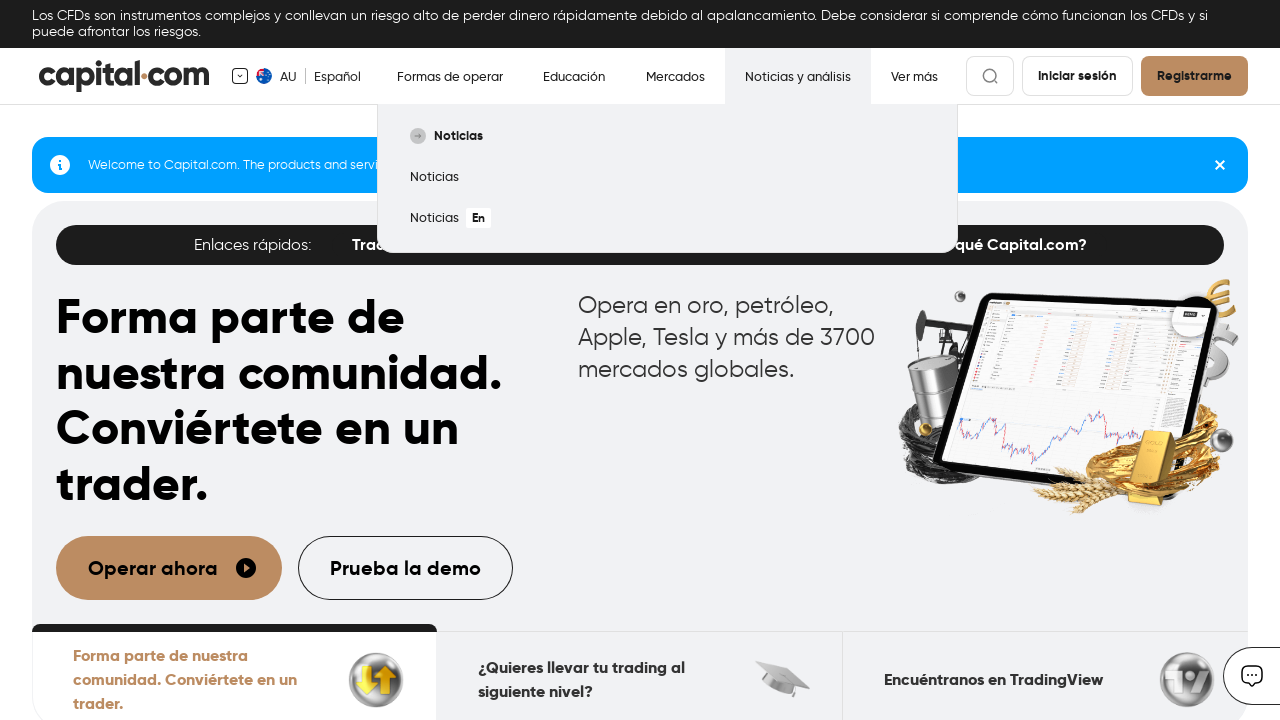 Los CFDs son instrumentos complejos y conllevan un riesgo alto de perder dinero rápidamente debido al apalancamiento. Debe considerar si comprende cómo funcionan los CFDs y si
puede afrontar los riesgos.
capital.com
AU
Español
Formas de operar
Educación
Mercados
Noticias y análisis
Ver más
Iniciar sesión
Registrarme
Noticias
Welcome to Capital.com. The products and servi
Noticias
Noticias En
Enlaces rápidos:
qué Capital.com?
Forma parte de
nuestra comunidad.
Conviértete en un
trader.
Opera en oro, petróleo,
Apple, Tesla y más de 3700
mercados globales.
Operar ahora
Prueba la demo
Forma parte de nuestra
comunidad. Conviértete en un
trader.
¿Quieres llevar tu trading al
siguiente nivel?
Encuéntranos en TradingView